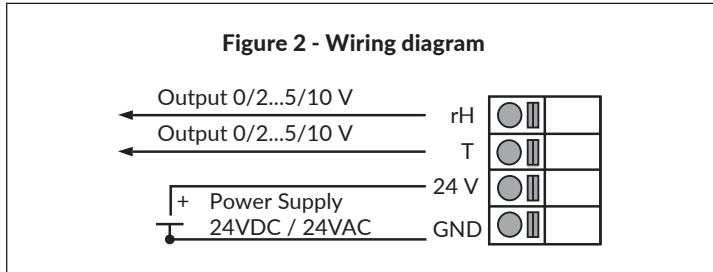 Figure 2 - Wiring diagram
Output 0/2...5/10 V
rH
Output 0/2...5/10 V
T
24 V
+ Power Supply
24VDC / 24VAC
GND